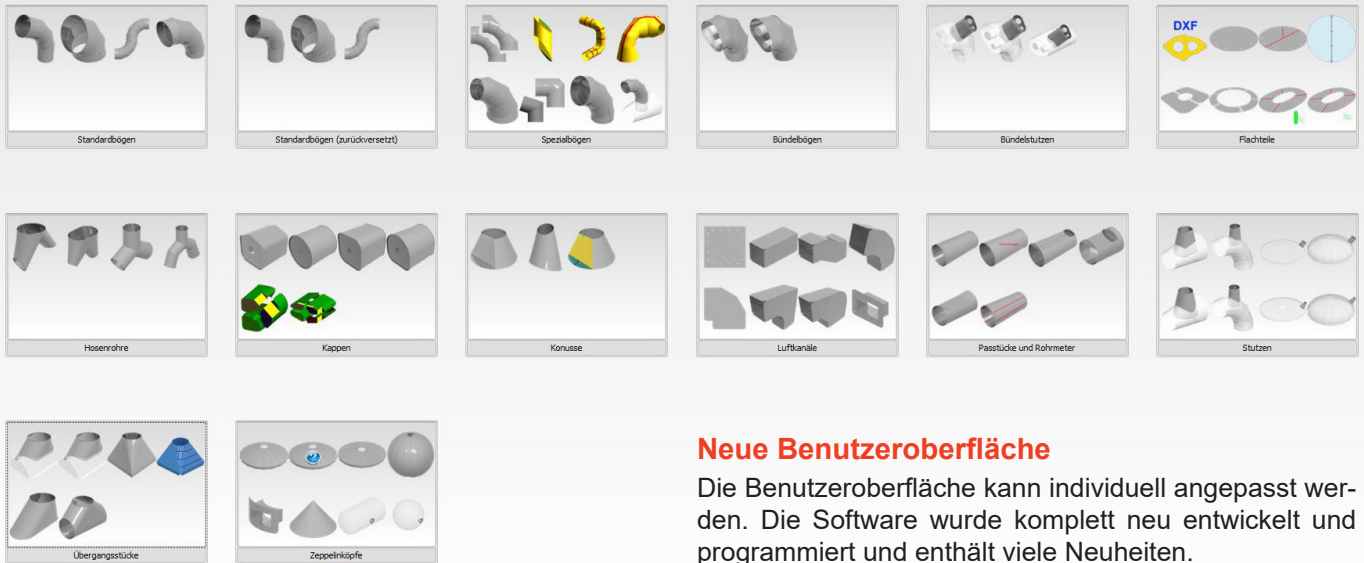 DXF
Standardbögen
Standardbögen (zurückversetzt)
Spezialbögen
Bündelbögen
Bündelstutzen
Flachteile
Hosenrohre
Kappen
Konusse
Luftkanäle
Passtücke und Rohrmeter
Stutzen
Übergangsstücke
Zeppelinköpfe
Neue Benutzeroberfläche
Die Benutzeroberfläche kann individuell angepasst wer-
den. Die Software wurde komplett neu entwickelt und
programmiert und enthält viele Neuheiten.